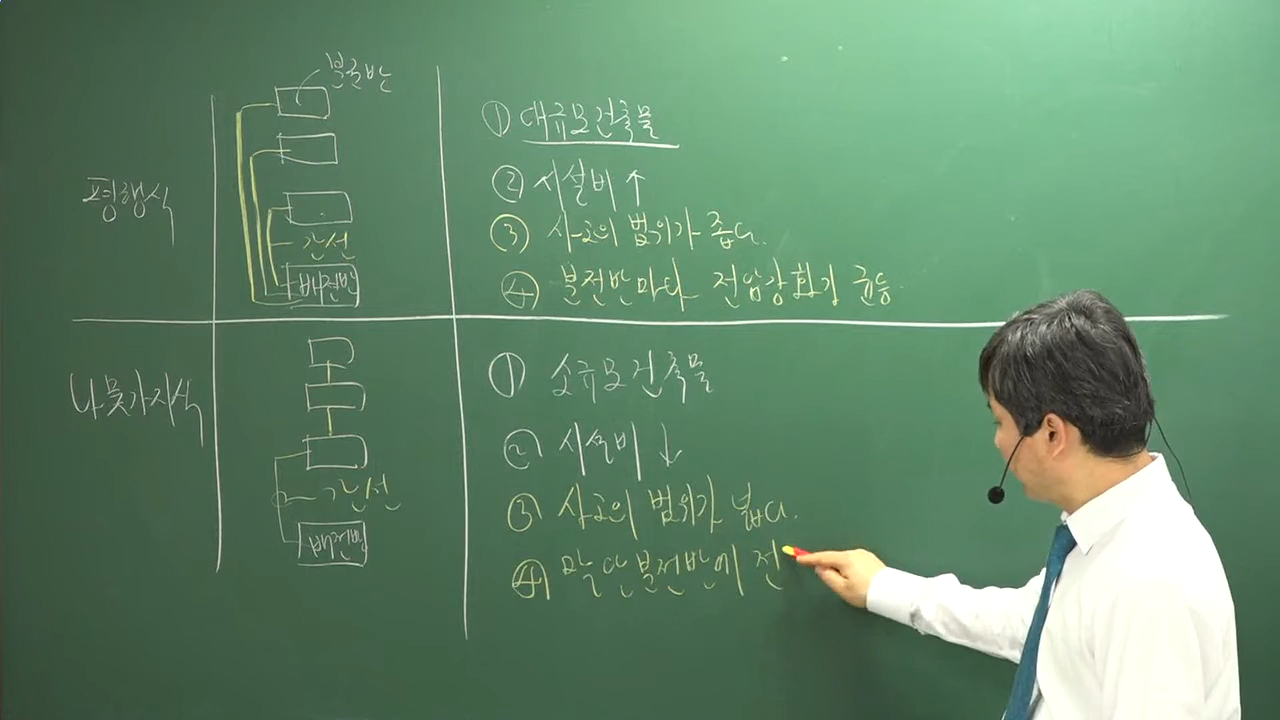 분전반
평행식
간선
배전반
① 대규모건축물
② 시설비 ↑
③ 사고의 범위가 좁다.
④ 분전반마다 전압강하가 균등
나뭇가지식
간선
배전반
① 소규모건축물
② 시설비 ↓
③ 사고의 범위가 넓다.
④ 말단분전반에 전